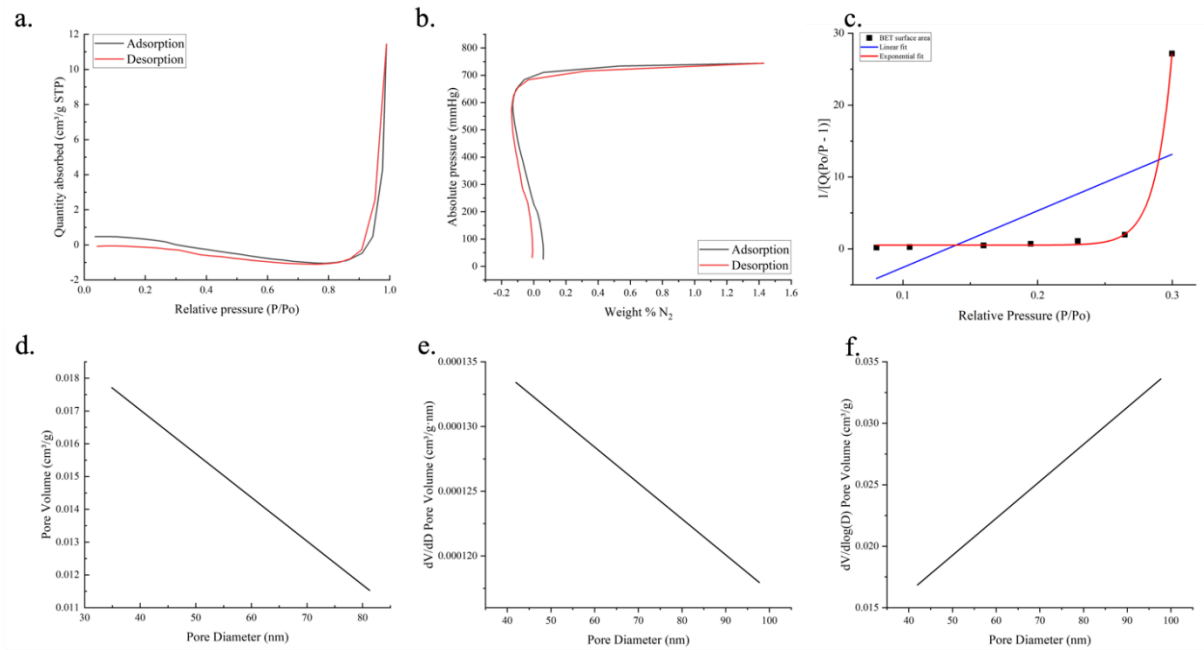 a.
Quantity absorbed (cm³/g STP)
12
10
8
6
4
2
0
-2
0.0 0.2 0.4 0.6 0.8 1.0
Relative pressure (P/Po)
Adsorption
Desorption
b.
Absolute pressure (mmHg)
800
700
600
500
400
300
200
100
0
-0.2 0.0 0.2 0.4 0.6 0.8 1.0 1.2 1.4 1.6
Weight % N₂
Adsorption
Desorption
c.
1/[Q(Po/P - 1)]
30
20
10
0
0.1 0.2 0.3
Relative Pressure (P/Po)
BET surface area
Linear fit
Exponential fit
d.
Pore Volume (cm³/g)
0.018
0.017
0.016
0.015
0.014
0.013
0.012
0.011
30 40 50 60 70 80
Pore Diameter (nm)
e.
dV/dD Pore Volume (cm³/g·nm)
0.000135
0.000130
0.000125
0.000120
40 50 60 70 80 90 100
Pore Diameter (nm)
f.
dV/dlog(D) Pore Volume (cm³/g)
0.035
0.030
0.025
0.020
0.015
40 50 60 70 80 90 100
Pore Diameter (nm)